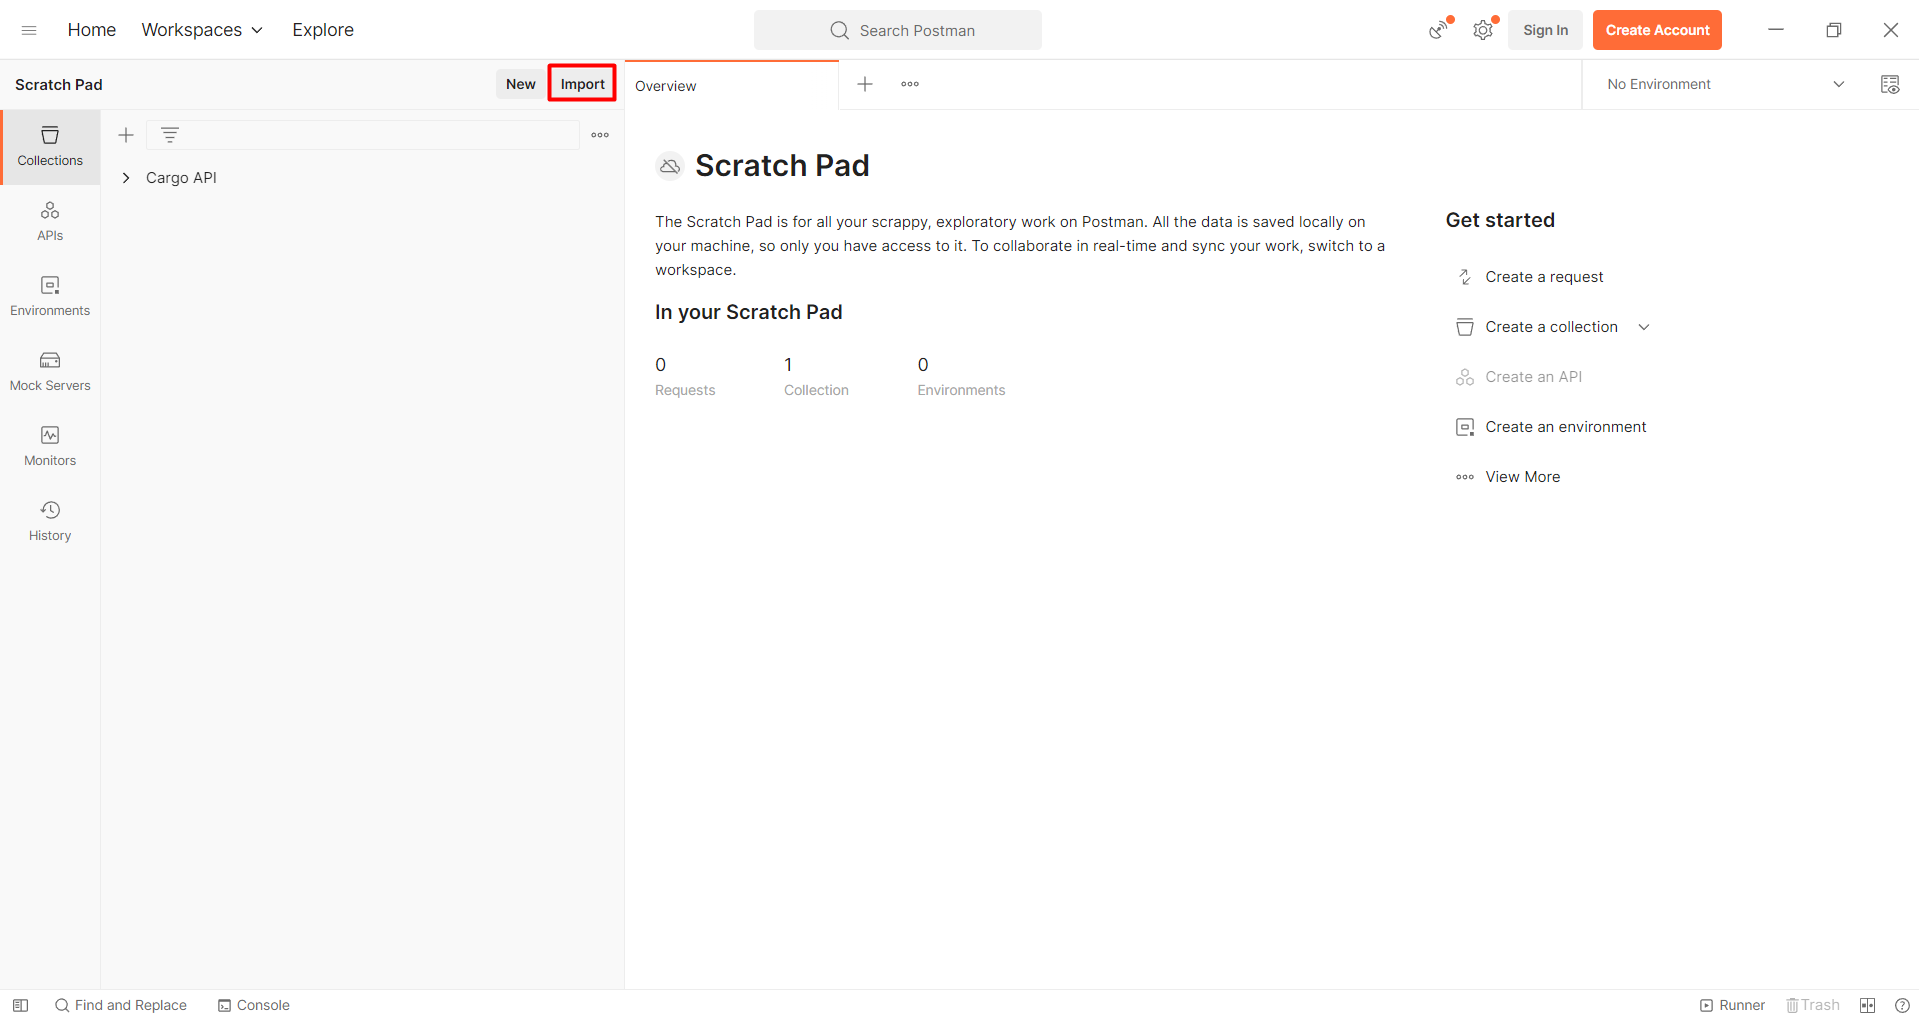 Home Workspaces Explore
Search Postman
Sign In Create Account
Scratch Pad New Import
Overview
No Environment
Collections
Cargo API
APIs
Environments
Mock Servers
Monitors
History
Scratch Pad
The Scratch Pad is for all your scrappy, exploratory work on Postman. All the data is saved locally on
your machine, so only you have access to it. To collaborate in real-time and sync your work, switch to a
workspace.
In your Scratch Pad
0 1 0
Requests Collection Environments
Get started
Create a request
Create a collection
Create an API
Create an environment
View More
Find and Replace Console
Runner Trash